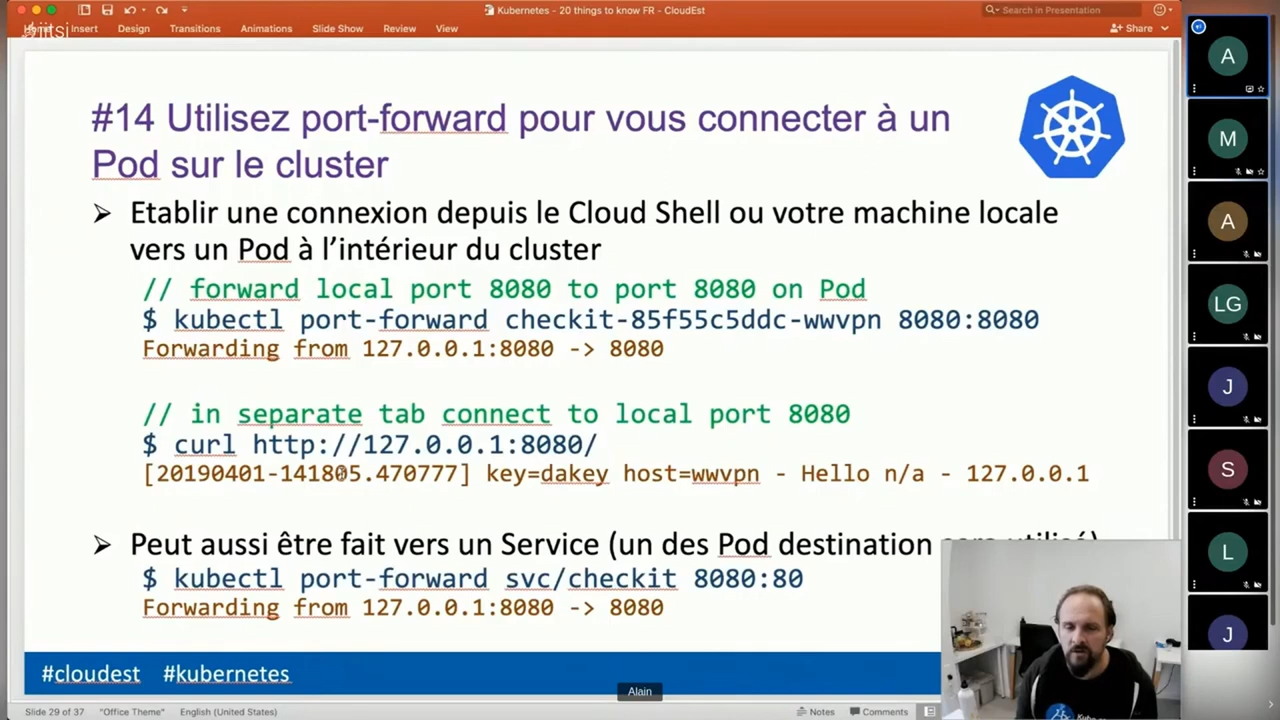 Kubernetes - 20 things to know FR - CloudEst
Search in Presentation
jitsi
Insert Design Transitions Animations Slide Show Review View
Share
#14 Utilisez port-forward pour vous connecter à un
Pod sur le cluster
➢ Etablir une connexion depuis le Cloud Shell ou votre machine locale
vers un Pod à l’intérieur du cluster
// forward local port 8080 to port 8080 on Pod
$ kubectl port-forward checkit-85f55c5ddc-wwvpn 8080:8080
Forwarding from 127.0.0.1:8080 -> 8080
// in separate tab connect to local port 8080
$ curl http://127.0.0.1:8080/
[20190401-141805.470777] key=dakey host=wwvpn - Hello n/a - 127.0.0.1
➢ Peut aussi être fait vers un Service (un des Pod destination sera utilisé)
$ kubectl port-forward svc/checkit 8080:80
Forwarding from 127.0.0.1:8080 -> 8080
#cloudest #kubernetes
Alain
Slide 29 of 37 "Office Theme" English (United States)
Notes Comments
A
M
A
LG
J
S
L
J